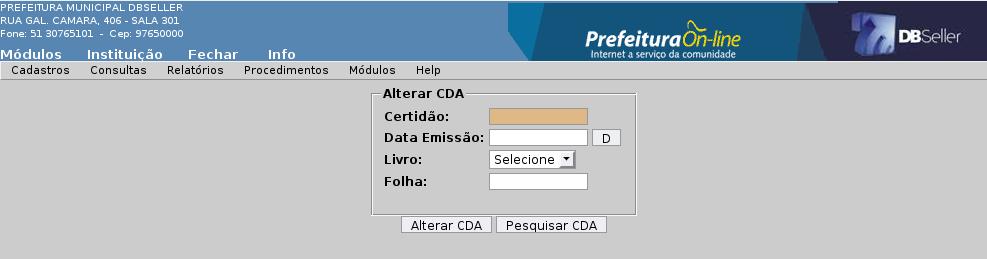 PREFEITURA MUNICIPAL DBSELLER
RUA GAL. CAMARA, 406 - SALA 301
Fone: 51 30765101 - Cep: 97650000
Prefeitura On-line
Internet a serviço da comunidade
DBSeller
Módulos Instituição Fechar Info
Cadastros Consultas Relatórios Procedimentos Módulos Help
Alterar CDA
Certidão:
Data Emissão: D
Livro: Selecione
Folha:
Alterar CDA Pesquisar CDA